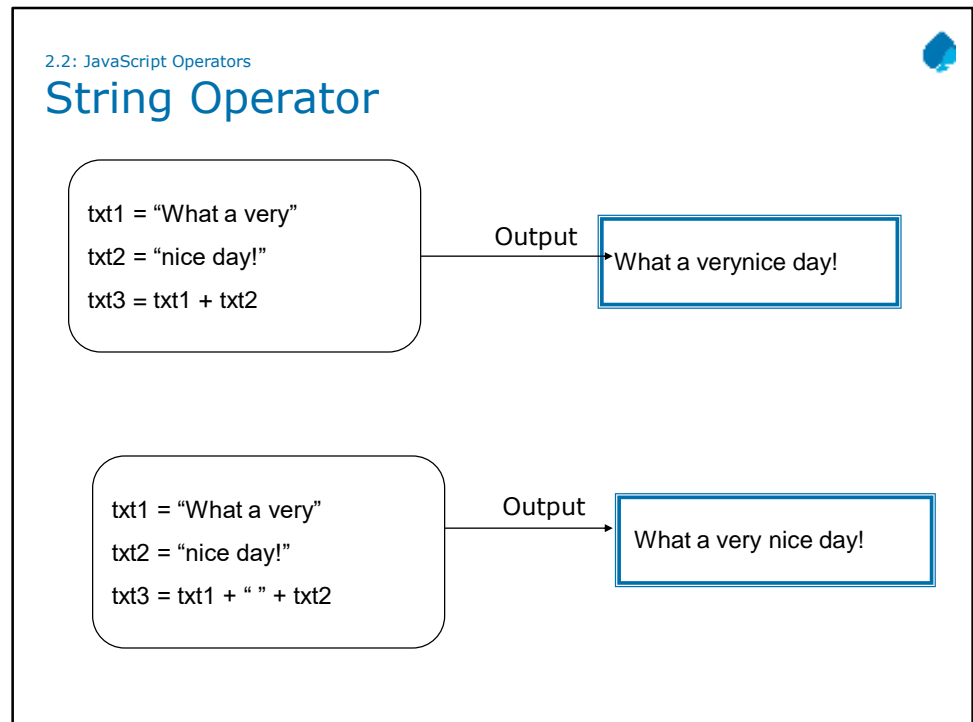 2.2: JavaScript Operators
String Operator
txt1 = “What a very”
txt2 = “nice day!”
txt3 = txt1 + txt2
Output
What a verynice day!
txt1 = “What a very”
txt2 = “nice day!”
txt3 = txt1 + “ ” + txt2
Output
What a very nice day!